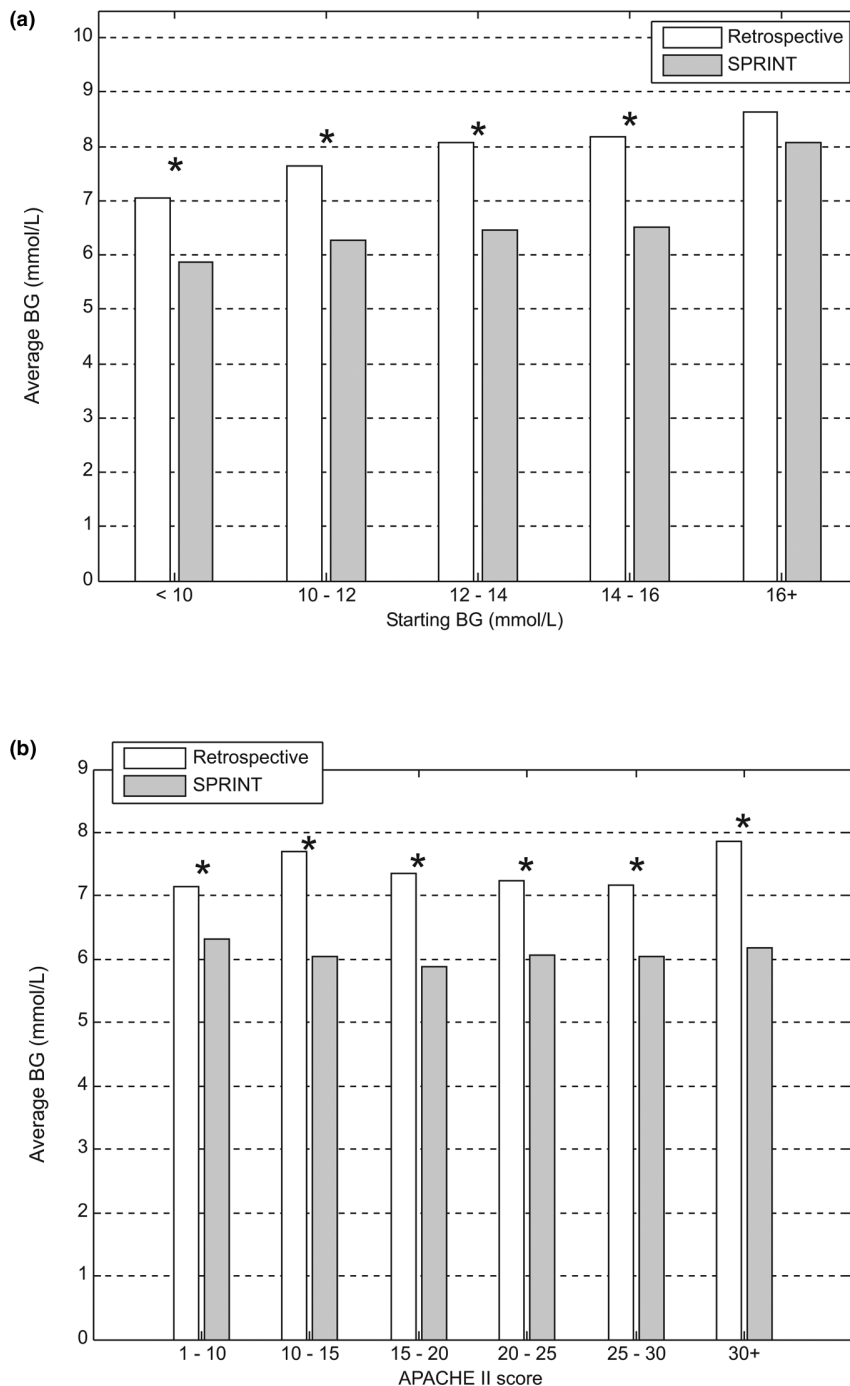 (a)
Retrospective
SPRINT
10
9
8
7
6
5
4
3
2
1
0
* * * *
Average BG (mmol/L)
< 10 10 - 12 12 - 14 14 - 16 16+
Starting BG (mmol/L)
(b)
Retrospective
SPRINT
9
8
7
6
5
4
3
2
1
0
* * * * * *
Average BG (mmol/L)
1 - 10 10 - 15 15 - 20 20 - 25 25 - 30 30+
APACHE II score